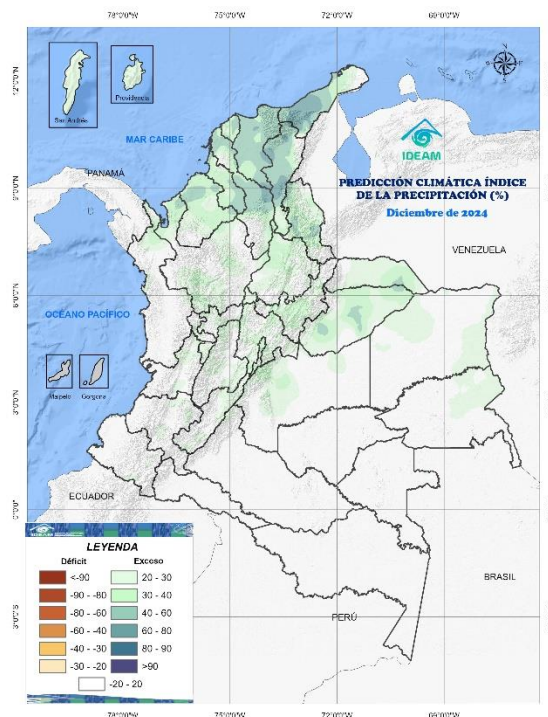 78°0'0"W
75°0'0"W
72°0'0"W
69°0'0"W
San Andrés
Providencia
N
MAR CARIBE
IDEAM
PANAMÁ
PREDICCIÓN CLIMÁTICA ÍNDICE
DE LA PRECIPITACIÓN (%)
Diciembre de 2024
VENEZUELA
OCÉANO PACÍFICO
Malpelo
Gorgona
ECUADOR
BRASIL
PERÚ
IDEAM
LEYENDA
Déficit
Exceso
<-90
20 - 30
-90 - -80
30 - 40
-80 - -60
40 - 60
-60 - -40
60 - 80
-40 - -30
80 - 90
-30 - -20
>90
-20 - 20
78°0'0"W
75°0'0"W
72°0'0"W
69°0'0"W